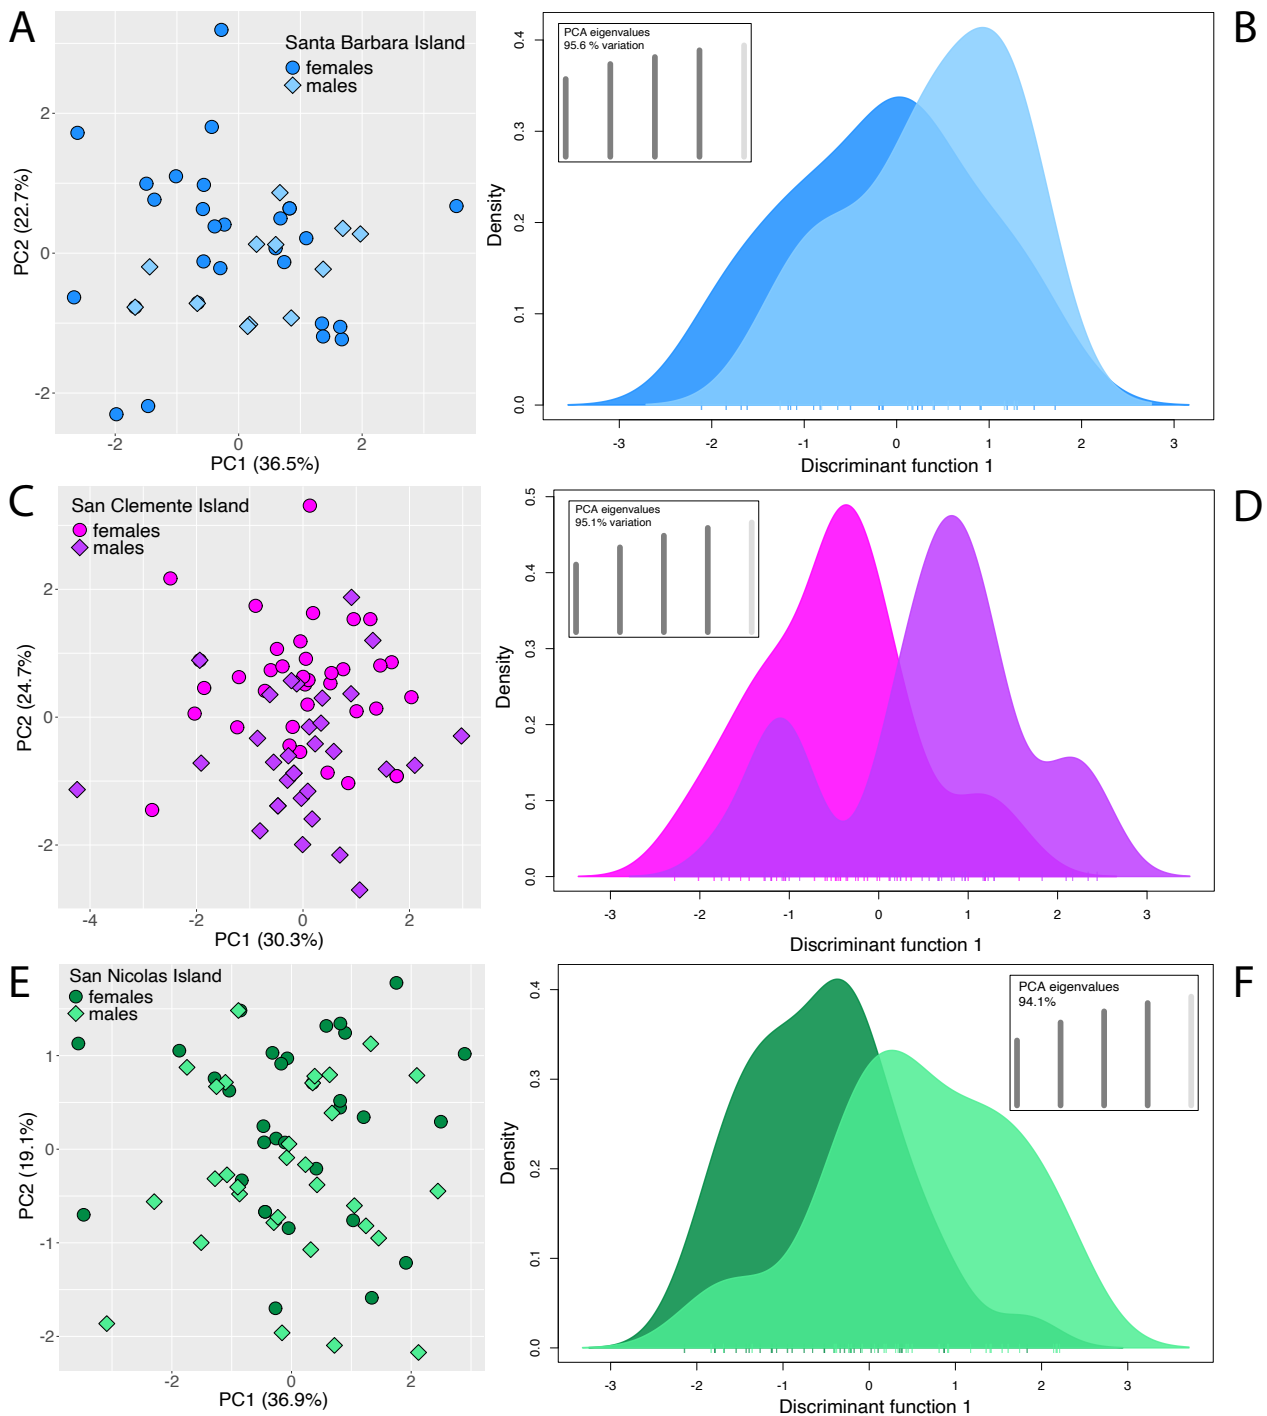 A
Santa Barbara Island
females
males
PC2 (22.7%)
2
0
-2
-2
0
2
PC1 (36.5%)
B
PCA eigenvalues
95.6 % variation
Density
0.4
0.3
0.2
0.1
0.0
-3
-2
-1
0
1
2
3
Discriminant function 1
C
San Clemente Island
females
males
PC2 (24.7%)
2
0
-2
-4
-2
0
2
PC1 (30.3%)
D
PCA eigenvalues
95.1% variation
Density
0.5
0.4
0.3
0.2
0.1
0.0
-3
-2
-1
0
1
2
3
Discriminant function 1
E
San Nicolas Island
females
males
PC2 (19.1%)
1
0
-1
-2
-2
0
2
PC1 (36.9%)
F
PCA eigenvalues
94.1%
Density
0.4
0.3
0.2
0.1
0.0
-3
-2
-1
0
1
2
3
Discriminant function 1